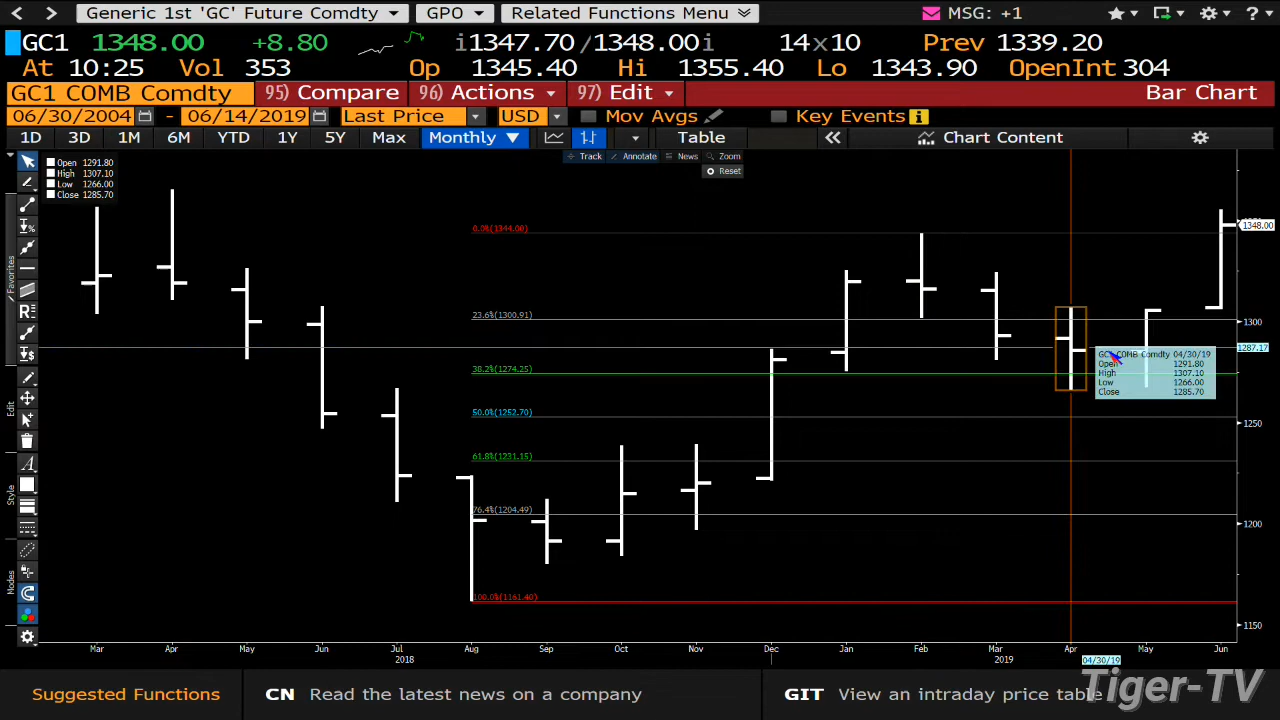 Generic 1st 'GC' Future Comdty GPO Related Functions Menu MSG: +1 ?
GC1 1348.00 +8.80 i1347.70 /1348.00i 14x10 Prev 1339.20
At 10:25 Vol 353 Op 1345.40 Hi 1355.40 Lo 1343.90 OpenInt 304
GC1 COMB Comdty 95) Compare 96) Actions 97) Edit Bar Chart
06/30/2004 - 06/14/2019 Last Price USD Mov Avgs Key Events i
1D 3D 1M 6M YTD 1Y 5Y Max Monthly Table Chart Content
Track Annotate News Zoom
Reset
Open 1291.80
High 1307.10
Low 1266.00
Close 1285.70
Favorites
Edit
Style
Modes
0.0%(1344.00)
23.6%(1300.91)
38.2%(1274.25)
50.0%(1252.70)
61.8%(1231.15)
76.4%(1204.49)
100.0%(1161.40)
GC1 COMB Comdty 04/30/19
Open 1291.80
High 1307.10
Low 1266.00
Close 1285.70
1348.00
1300
1287.17
1250
1200
1150
Mar Apr May Jun Jul Aug Sep Oct Nov Dec Jan Feb Mar Apr May Jun
2018 2019 04/30/19
Suggested Functions CN Read the latest news on a company GIT View an intraday price table
Tiger-TV